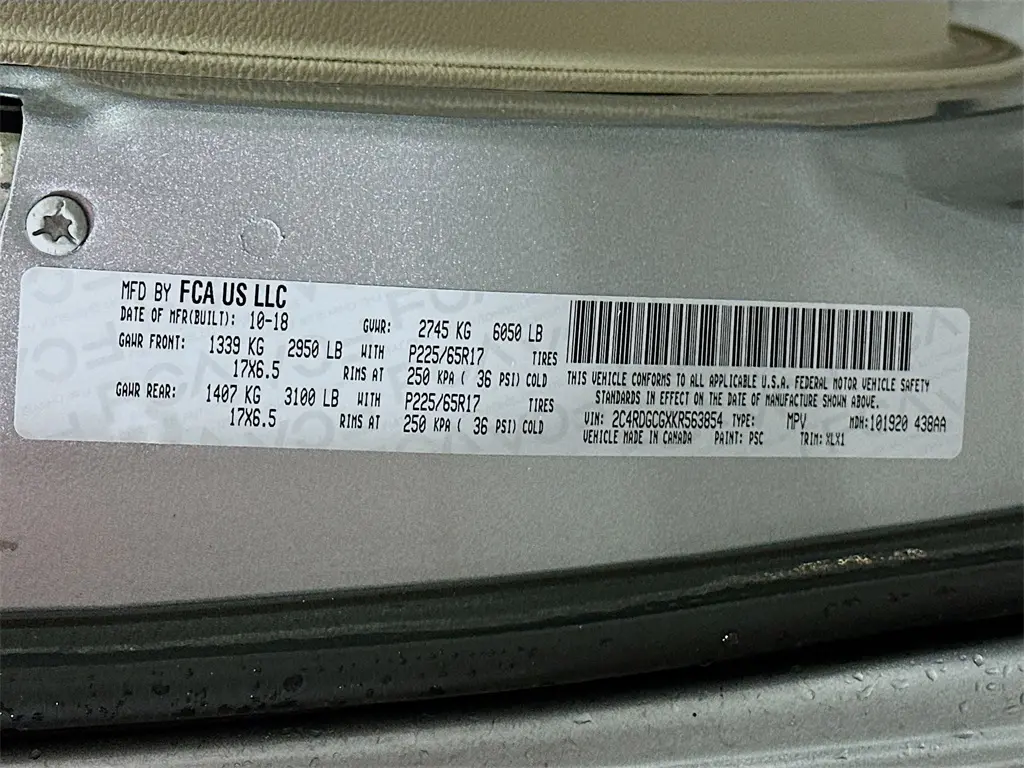 MFD BY FCA US LLC
DATE OF MFR(BUILT): 10-18 GVWR: 2745 KG 6050 LB
GAWR FRONT: 1339 KG 2950 LB WITH P225/65R17 TIRES
17X6.5 RIMS AT 250 KPA ( 36 PSI) COLD
GAWR REAR: 1407 KG 3100 LB WITH P225/65R17 TIRES
17X6.5 RIMS AT 250 KPA ( 36 PSI) COLD
THIS VEHICLE CONFORMS TO ALL APPLICABLE U.S.A. FEDERAL MOTOR VEHICLE SAFETY
STANDARDS IN EFFECT ON THE DATE OF MANUFACTURE SHOWN ABOVE.
VIN: 2C4RDGCGXKR563854 TYPE: MPV MDH: 101920 438AA
VEHICLE MADE IN CANADA PAINT: PSC TRIM: XLX1